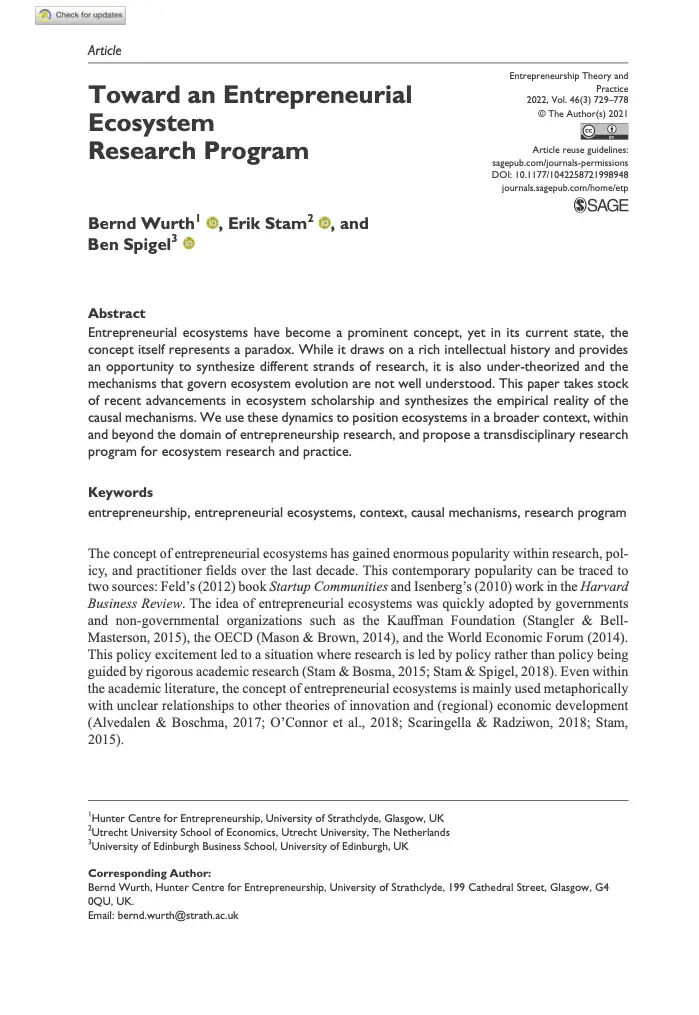 Check for updates
Article
Toward an Entrepreneurial
Ecosystem
Research Program
Entrepreneurship Theory and
Practice
2022, Vol. 46(3) 729–778
© The Author(s) 2021
cc BY
Article reuse guidelines:
sagepub.com/journals-permissions
DOI: 10.1177/1042258721998948
journals.sagepub.com/home/etp
SAGE
Bernd Wurth1 iD, Erik Stam2 iD, and
Ben Spigel3 iD
Abstract
Entrepreneurial ecosystems have become a prominent concept, yet in its current state, the
concept itself represents a paradox. While it draws on a rich intellectual history and provides
an opportunity to synthesize different strands of research, it is also under-theorized and the
mechanisms that govern ecosystem evolution are not well understood. This paper takes stock
of recent advancements in ecosystem scholarship and synthesizes the empirical reality of the
causal mechanisms. We use these dynamics to position ecosystems in a broader context, within
and beyond the domain of entrepreneurship research, and propose a transdisciplinary research
program for ecosystem research and practice.
Keywords
entrepreneurship, entrepreneurial ecosystems, context, causal mechanisms, research program
The concept of entrepreneurial ecosystems has gained enormous popularity within research, pol-
icy, and practitioner fields over the last decade. This contemporary popularity can be traced to
two sources: Feld's (2012) book Startup Communities and Isenberg's (2010) work in the Harvard
Business Review. The idea of entrepreneurial ecosystems was quickly adopted by governments
and non-governmental organizations such as the Kauffman Foundation (Stangler & Bell-
Masterson, 2015), the OECD (Mason & Brown, 2014), and the World Economic Forum (2014).
This policy excitement led to a situation where research is led by policy rather than policy being
guided by rigorous academic research (Stam & Bosma, 2015; Stam & Spigel, 2018). Even within
the academic literature, the concept of entrepreneurial ecosystems is mainly used metaphorically
with unclear relationships to other theories of innovation and (regional) economic development
(Alvedalen & Boschma, 2017; O'Connor et al., 2018; Scaringella & Radziwon, 2018; Stam,
2015).
1Hunter Centre for Entrepreneurship, University of Strathclyde, Glasgow, UK
2Utrecht University School of Economics, Utrecht University, The Netherlands
3University of Edinburgh Business School, University of Edinburgh, UK
Corresponding Author:
Bernd Wurth, Hunter Centre for Entrepreneurship, University of Strathclyde, 199 Cathedral Street, Glasgow, G4
0QU, UK.
Email: bernd.wurth@strath.ac.uk